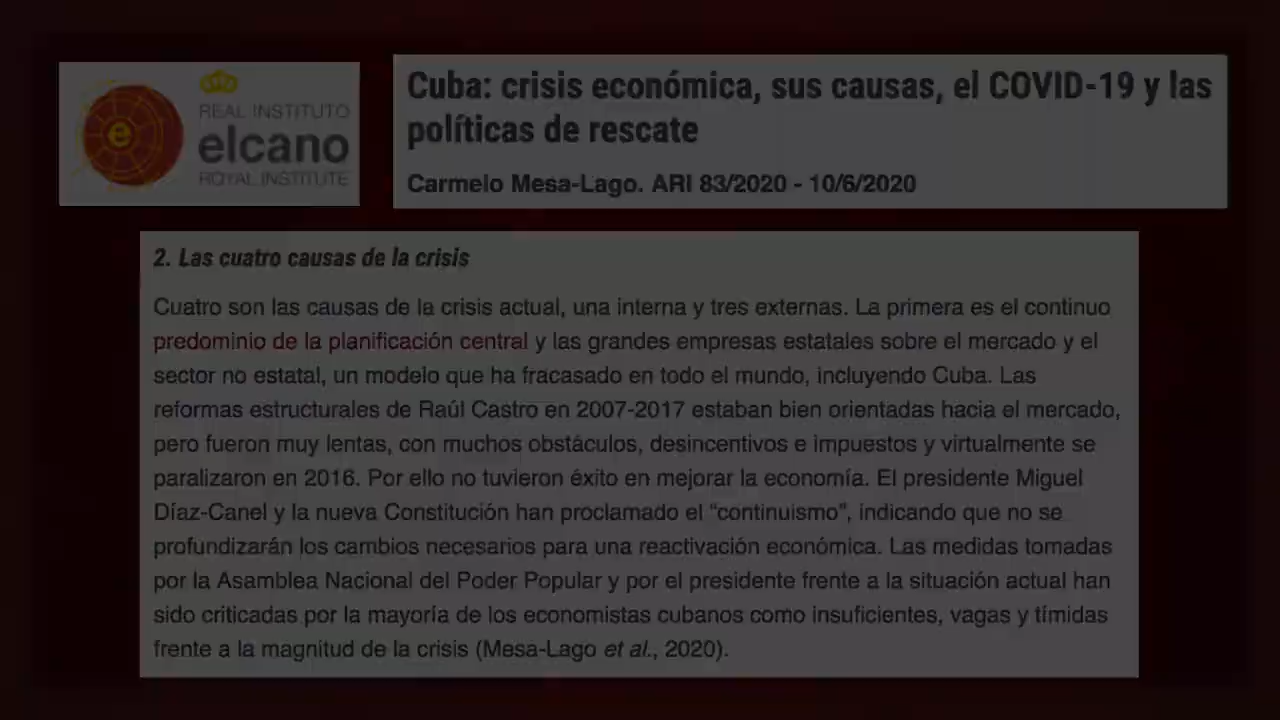 REAL INSTITUTO
elcano
ROYAL INSTITUTE
Cuba: crisis económica, sus causas, el COVID-19 y las
políticas de rescate
Carmelo Mesa-Lago. ARI 83/2020 - 10/6/2020
2. Las cuatro causas de la crisis
Cuatro son las causas de la crisis actual, una interna y tres externas. La primera es el continuo
predominio de la planificación central y las grandes empresas estatales sobre el mercado y el
sector no estatal, un modelo que ha fracasado en todo el mundo, incluyendo Cuba. Las
reformas estructurales de Raúl Castro en 2007-2017 estaban bien orientadas hacia el mercado,
pero fueron muy lentas, con muchos obstáculos, desincentivos e impuestos y virtualmente se
paralizaron en 2016. Por ello no tuvieron éxito en mejorar la economía. El presidente Miguel
Díaz-Canel y la nueva Constitución han proclamado el “continuismo”, indicando que no se
profundizarán los cambios necesarios para una reactivación económica. Las medidas tomadas
por la Asamblea Nacional del Poder Popular y por el presidente frente a la situación actual han
sido criticadas por la mayoría de los economistas cubanos como insuficientes, vagas y tímidas
frente a la magnitud de la crisis (Mesa-Lago et al., 2020).